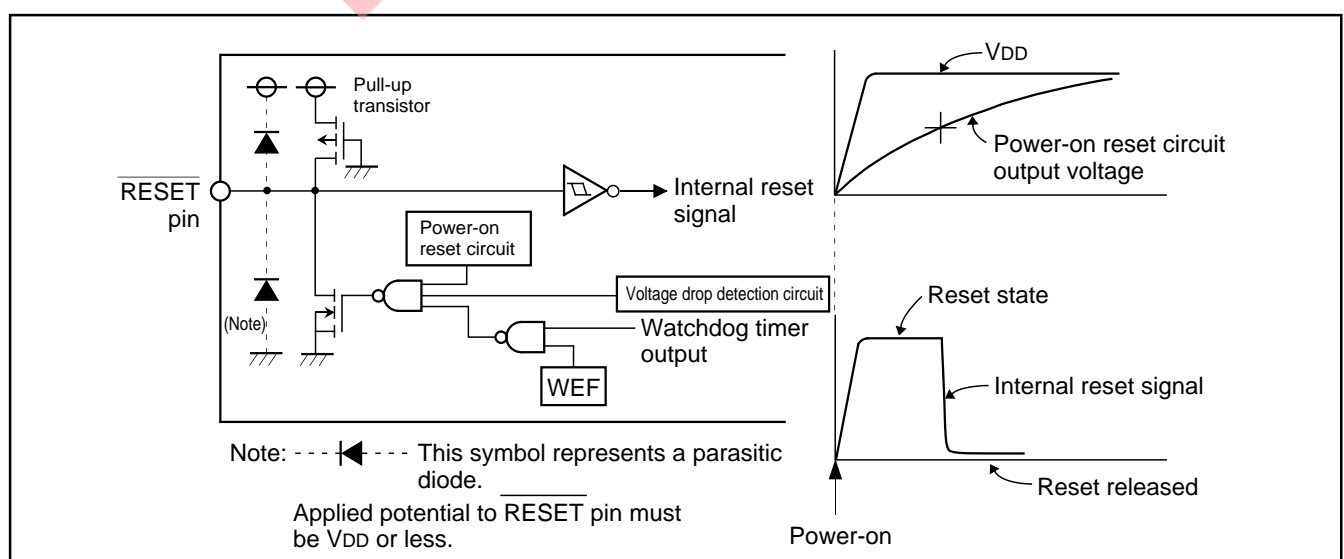 Pull-up
transistor
RESET
pin
Internal reset
signal
Power-on
reset circuit
Voltage drop detection circuit
(Note)
Watchdog timer
output
WEF
Note: This symbol represents a parasitic
diode.
Applied potential to RESET pin must
be VDD or less.
VDD
Power-on reset circuit
output voltage
Reset state
Internal reset signal
Reset released
Power-on